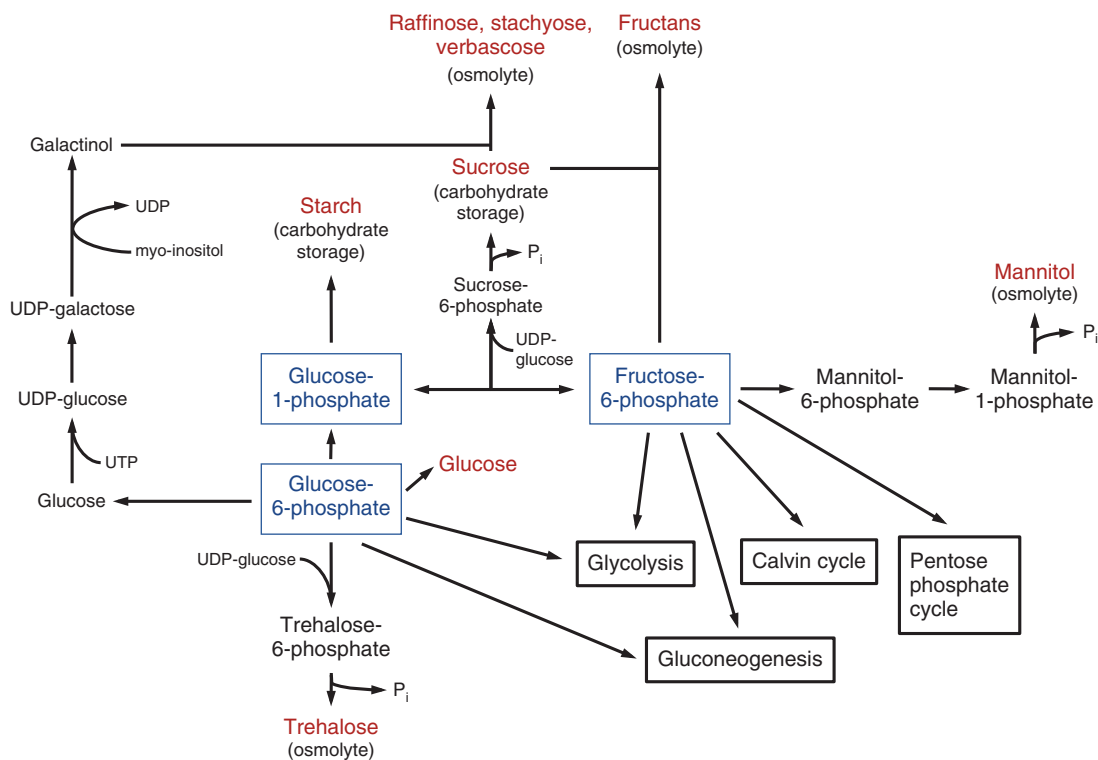 Raffinose, stachyose,
verbascose
(osmolyte)
Fructans
(osmolyte)
Galactinol
Sucrose
(carbohydrate
storage)
UDP
myo-inositol
Starch
(carbohydrate
storage)
Pi
Sucrose-
6-phosphate
Mannitol
(osmolyte)
Pi
UDP-galactose
UDP-
glucose
Glucose-
1-phosphate
Fructose-
6-phosphate
Mannitol-
6-phosphate
Mannitol-
1-phosphate
UDP-glucose
UTP
Glucose
Glucose-
6-phosphate
Glucose
UDP-glucose
Glycolysis
Calvin cycle
Pentose
phosphate
cycle
Trehalose-
6-phosphate
Gluconeogenesis
Pi
Trehalose
(osmolyte)